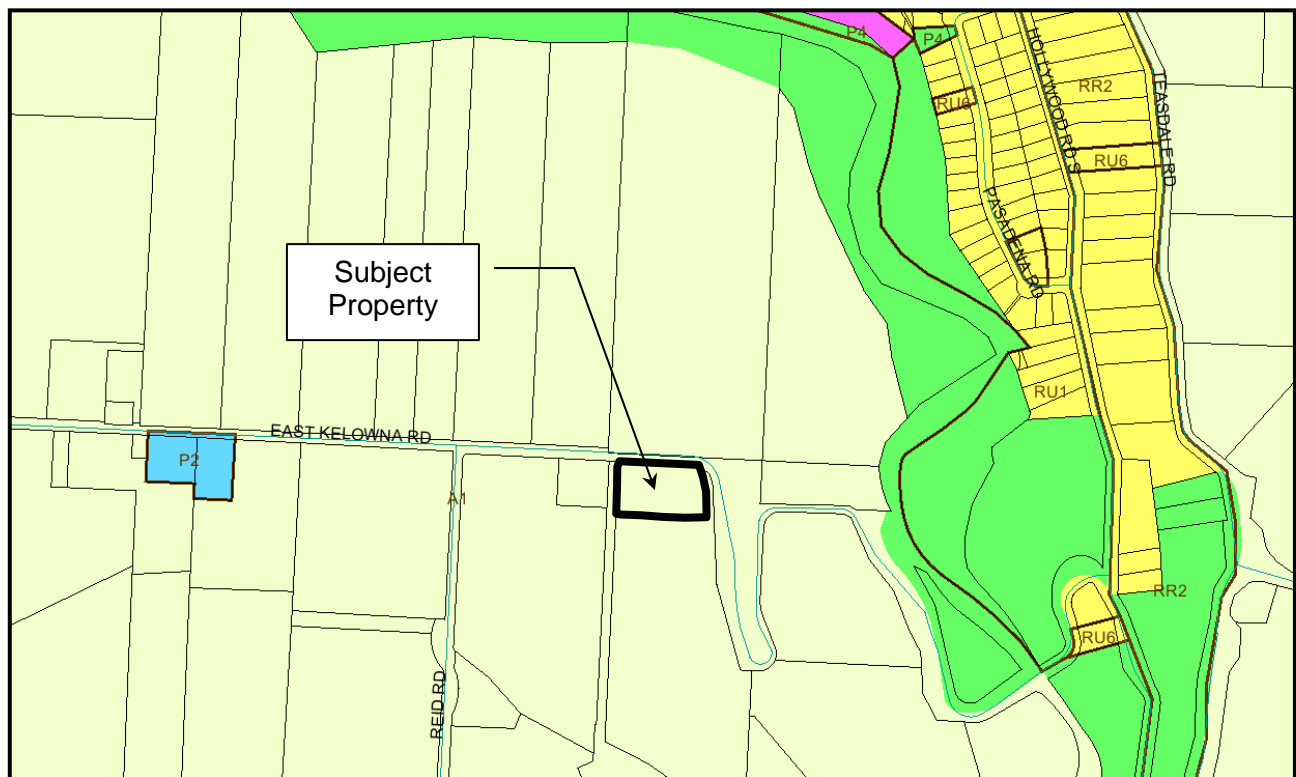 P4
P4
HOLLYWOOD RD S
RR2
TEASDALE RD
RU6
RU6
PASADENA RD
Subject
Property
RU1
EAST KELOWNA RD
P2
A1
RR2
RU6
REID RD